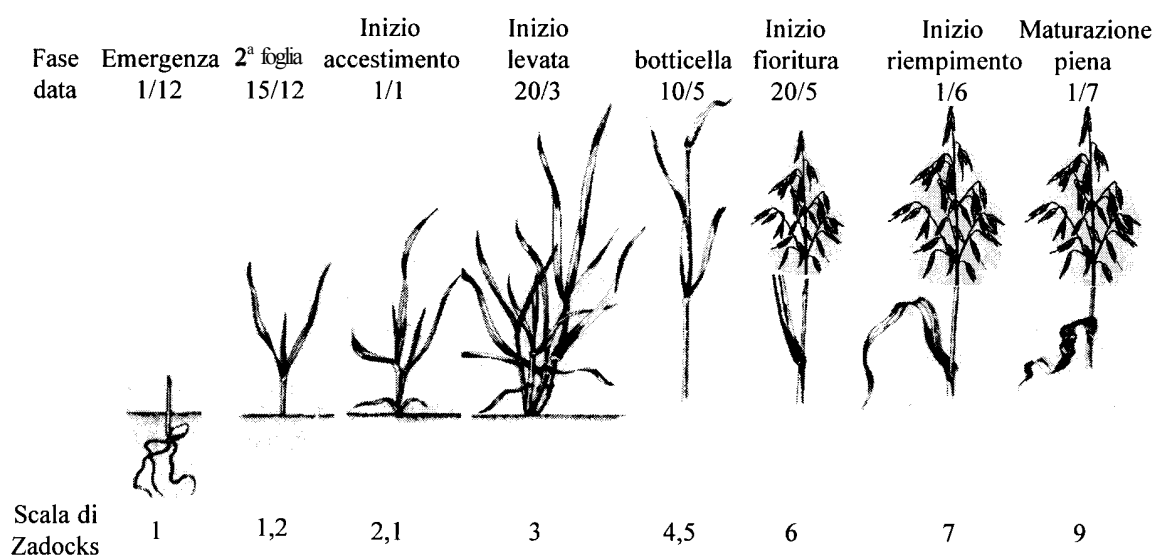 Inizio Inizio Inizio Inizio Maturazione
Fase Emergenza 2ª foglia accestimento levata botticella fioritura riempimento piena
data 1/12 15/12 1/1 20/3 10/5 20/5 1/6 1/7
Scala di
Zadocks 1 1,2 2,1 3 4,5 6 7 9